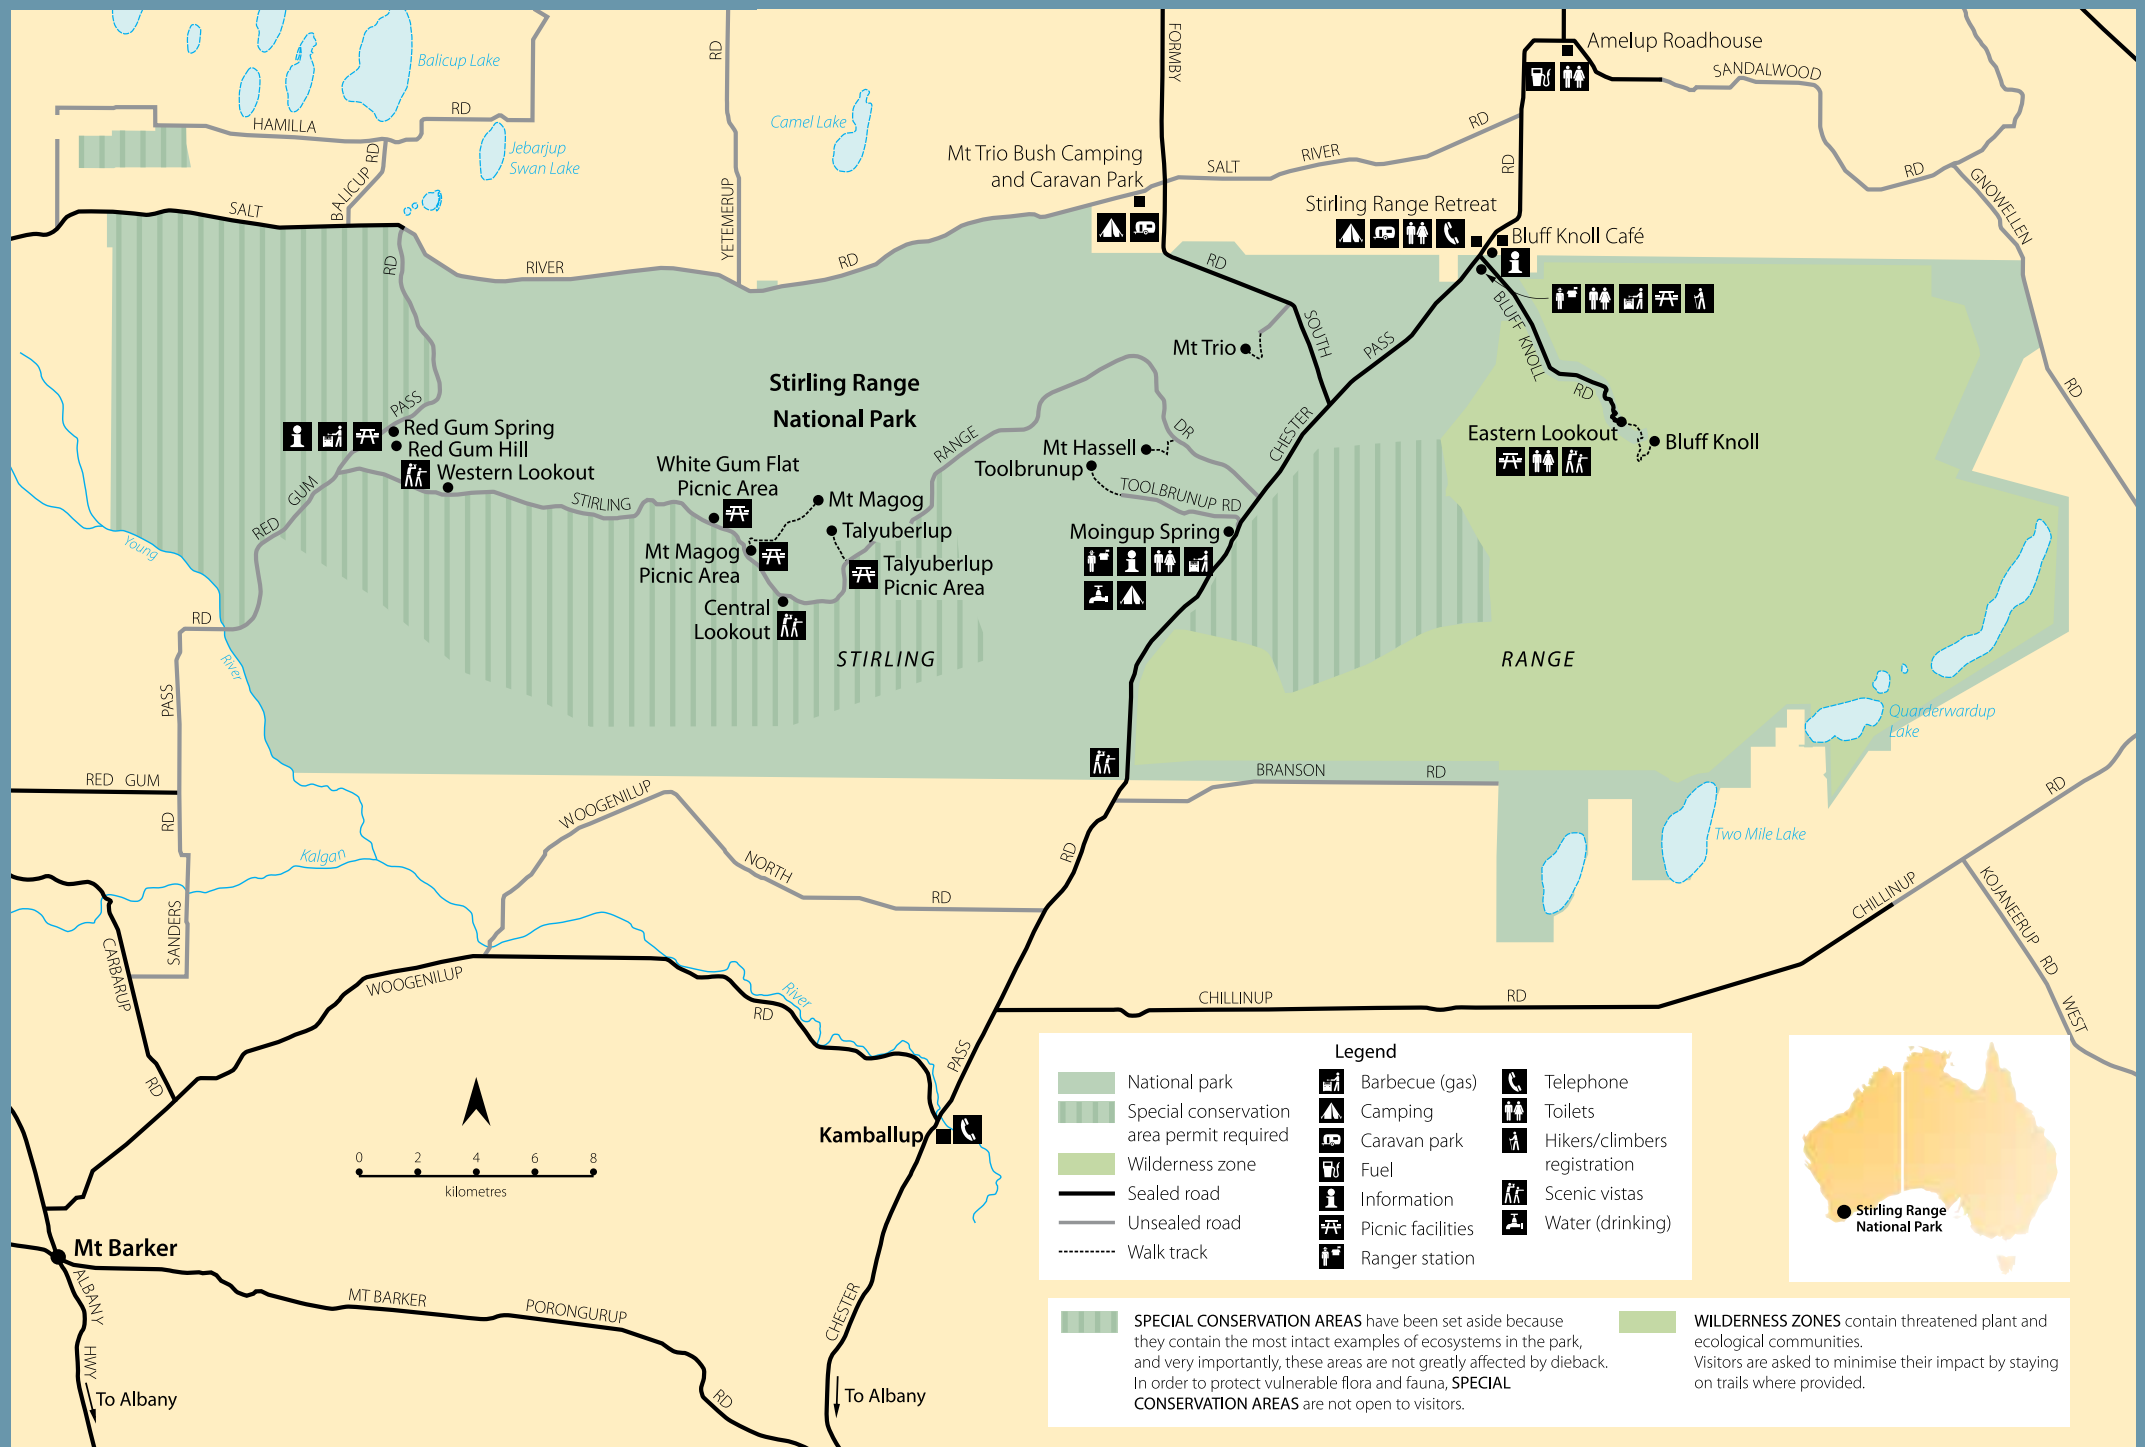 Balicup Lake
HAMILLA
RD
BALICUP RD
Jebarjup
Swan Lake
RD
YETEMERUP
Camel Lake
FORMBY
Mt Trio Bush Camping
and Caravan Park
SALT
RIVER
RD
Amelup Roadhouse
SANDALWOOD
RD
GNOWELLEN
RD
RD
Stirling Range Retreat
Bluff Knoll Café
SALT
RD
RIVER
RD
RD
SOUTH
PASS
BLUFF KNOLL
RD
Mt Trio
Stirling Range
National Park
PASS
Red Gum Spring
Red Gum Hill
Western Lookout
GUM
RED
STIRLING
White Gum Flat
Picnic Area
RANGE
DR
CHESTER
Mt Hassell
Toolbrunup
TOOLBRUNUP RD
Eastern Lookout
Bluff Knoll
Mt Magog
Talyuberlup
Mt Magog
Picnic Area
Talyuberlup
Picnic Area
Moingup Spring
Central
Lookout
Young
River
RD
PASS
STIRLING
RANGE
Quarderwardup
Lake
RED GUM
RD
WOOGENILUP
NORTH
RD
BRANSON
RD
RD
Two Mile Lake
RD
Kalgan
SANDERS
CARBARUP
RD
WOOGENILUP
RD
River
CHILLINUP
KOJANEERUP
RD
WEST
CHILLINUP
RD
PASS
Kamballup
0 2 4 6 8
kilometres
Mt Barker
ALBANY
HWY
To Albany
MT BARKER
PORONGURUP
RD
CHESTER
To Albany
Legend
National park
Special conservation
area permit required
Wilderness zone
Sealed road
Unsealed road
Walk track
Barbecue (gas)
Camping
Caravan park
Fuel
Information
Picnic facilities
Ranger station
Telephone
Toilets
Hikers/climbers
registration
Scenic vistas
Water (drinking)
Stirling Range
National Park
SPECIAL CONSERVATION AREAS have been set aside because
they contain the most intact examples of ecosystems in the park,
and very importantly, these areas are not greatly affected by dieback.
In order to protect vulnerable flora and fauna, SPECIAL
CONSERVATION AREAS are not open to visitors.
WILDERNESS ZONES contain threatened plant and
ecological communities.
Visitors are asked to minimise their impact by staying
on trails where provided.